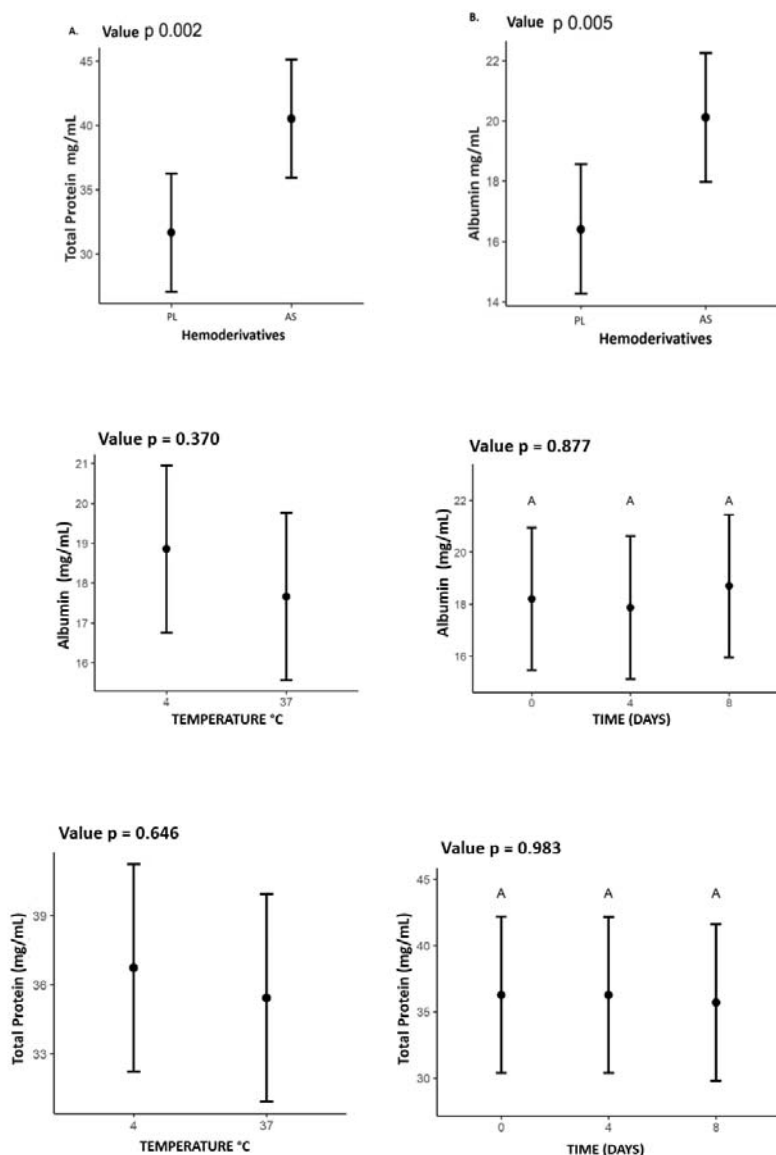 A. Value p 0.002
Total Protein mg/mL
45
40
35
30
PL AS
Hemoderivatives
B. Value p 0.005
Albumin mg/mL
22
20
18
16
14
PL AS
Hemoderivatives
Value p = 0.370
Albumin (mg/mL)
21
20
19
18
17
16
4 37
TEMPERATURE °C
Value p = 0.877
Albumin (mg/mL)
22
20
18
16
A A A
0 4 8
TIME (DAYS)
Value p = 0.646
Total Protein (mg/mL)
39
36
33
4 37
TEMPERATURE °C
Value p = 0.983
Total Protein (mg/mL)
45
40
35
30
A A A
0 4 8
TIME (DAYS)